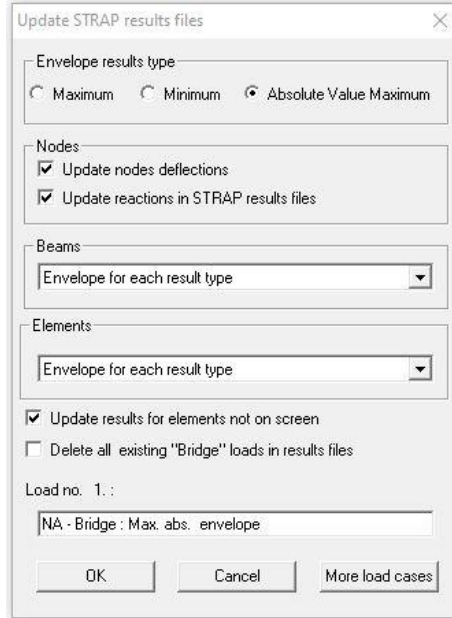 Update STRAP results files
Envelope results type
Maximum Minimum Absolute Value Maximum
Nodes
Update nodes deflections
Update reactions in STRAP results files
Beams
Envelope for each result type
Elements
Envelope for each result type
Update results for elements not on screen
Delete all existing "Bridge" loads in results files
Load no. 1. :
NA - Bridge : Max. abs. envelope
OK Cancel More load cases